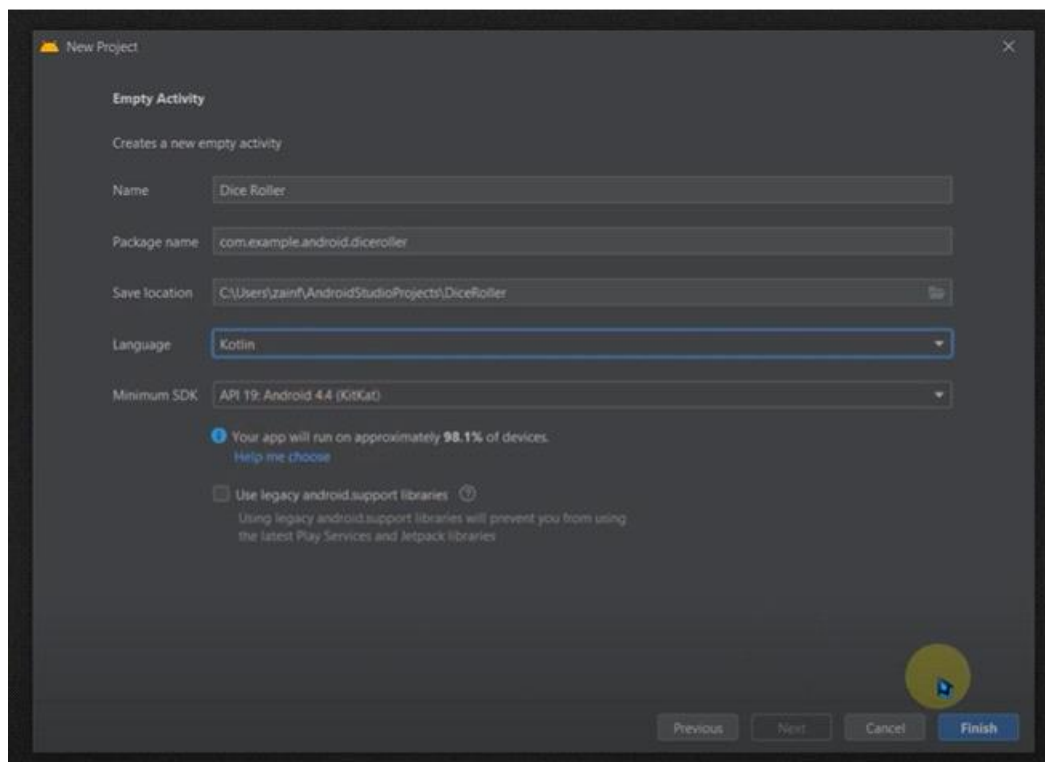 New Project
Empty Activity
Creates a new empty activity
Name Dice Roller
Package name com.example.android.diceroller
Save location C:\Users\zainf\AndroidStudioProjects\DiceRoller
Language Kotlin
Minimum SDK API 19: Android 4.4 (KitKat)
Your app will run on approximately 98.1% of devices.
Help me choose
Use legacy android.support libraries
Using legacy android.support libraries will prevent you from using
the latest Play Services and Jetpack libraries
Previous Next Cancel Finish